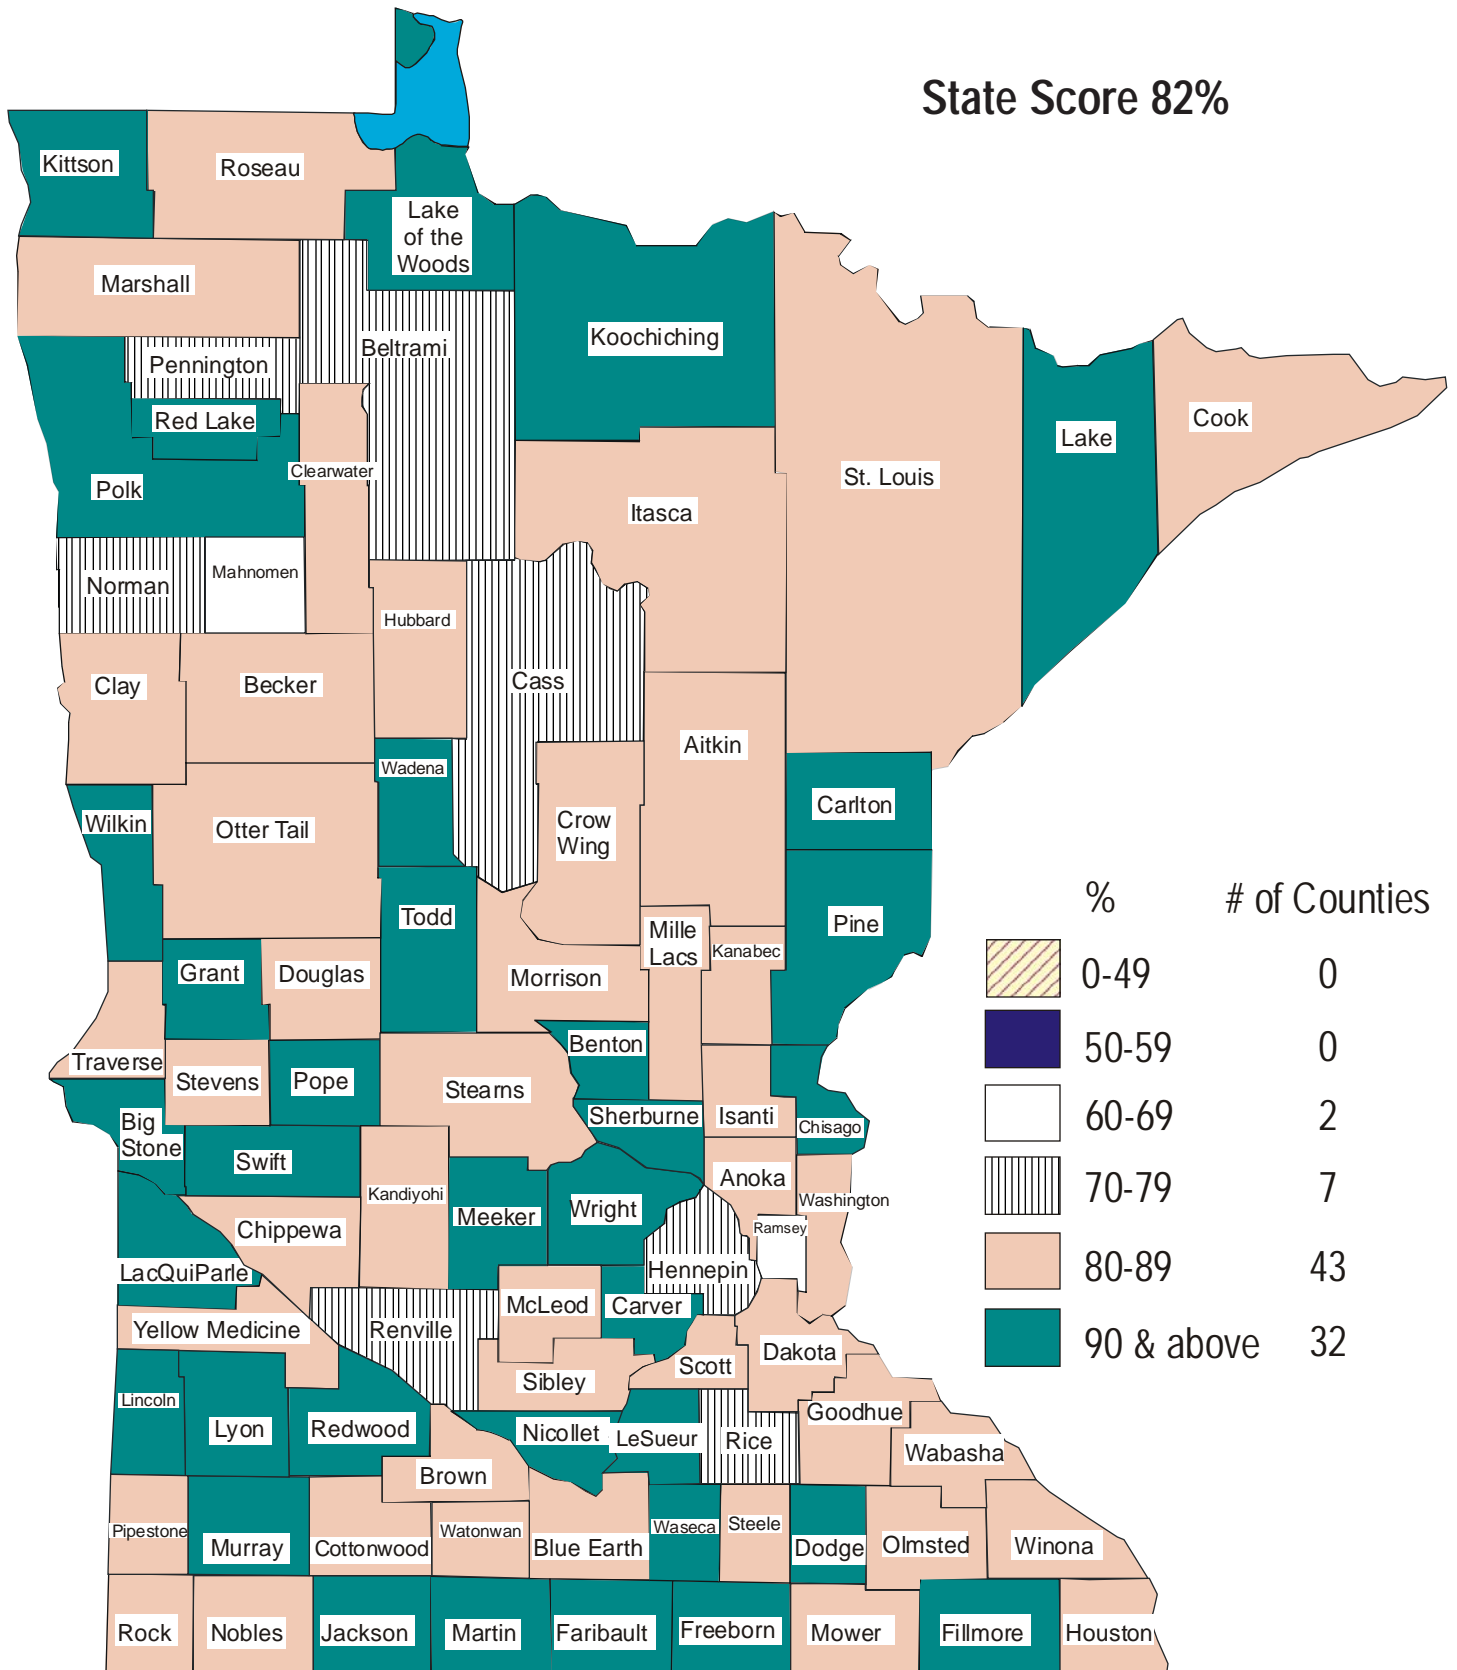 State Score 82%
Kittson
Roseau
Lake
of the
Woods
Marshall
Koochiching
Beltrami
Pennington
Red Lake
Cook
Lake
Clearwater
St. Louis
Polk
Itasca
Mahnomen
Norman
Hubbard
Cass
Clay
Becker
Aitkin
Wadena
Carlton
Wilkin
Otter Tail
Crow
Wing
Todd
Pine
Mille
Lacs
Kanabec
Grant
Douglas
Morrison
Benton
Traverse
Stevens
Pope
Stearns
Sherburne
Isanti
Big
Stone
Chisago
Swift
Anoka
Kandiyohi
Washington
Meeker
Wright
Ramsey
Chippewa
LacQuiParle
Hennepin
McLeod
Carver
Yellow Medicine
Renville
Dakota
Scott
Sibley
Lincoln
Goodhue
Lyon
Redwood
Nicollet
LeSueur
Rice
Wabasha
Brown
Pipestone
Watonwan
Waseca
Steele
Murray
Cottonwood
Blue Earth
Dodge
Olmsted
Winona
Rock
Nobles
Jackson
Martin
Faribault
Freeborn
Mower
Fillmore
Houston
% # of Counties
0-49 0
50-59 0
60-69 2
70-79 7
80-89 43
90 & above 32